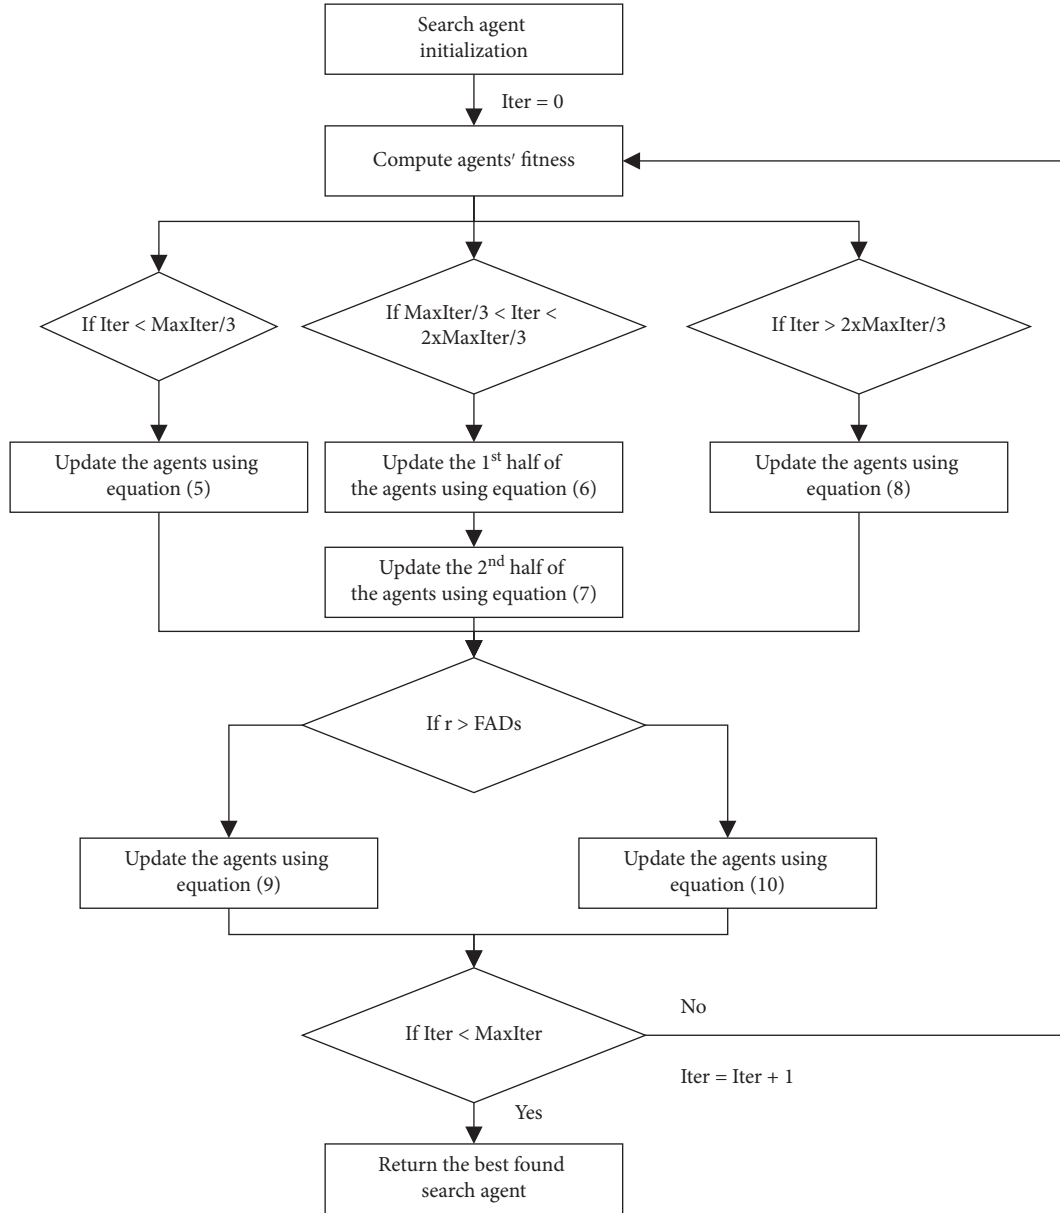 Search agent
initialization
Iter = 0
Compute agents′ fitness
If Iter < MaxIter/3
If MaxIter/3 < Iter <
2xMaxIter/3
If Iter > 2xMaxIter/3
Update the agents using
equation (5)
Update the 1st half of
the agents using equation (6)
Update the agents using
equation (8)
Update the 2nd half of
the agents using equation (7)
If r > FADs
Update the agents using
equation (9)
Update the agents using
equation (10)
If Iter < MaxIter
No
Iter = Iter + 1
Yes
Return the best found
search agent